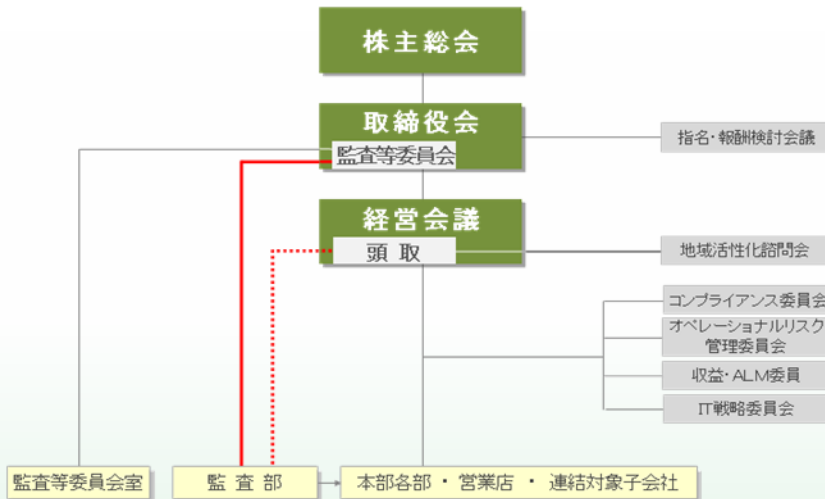 株主総会
取締役会
監査等委員会
指名・報酬検討会議
経営会議
頭取
地域活性化諮問会
コンプライアンス委員会
オペレーショナルリスク
管理委員会
収益・ALM委員
IT戦略委員会
監査等委員会室
監査部
本部各部・営業店・連結対象子会社